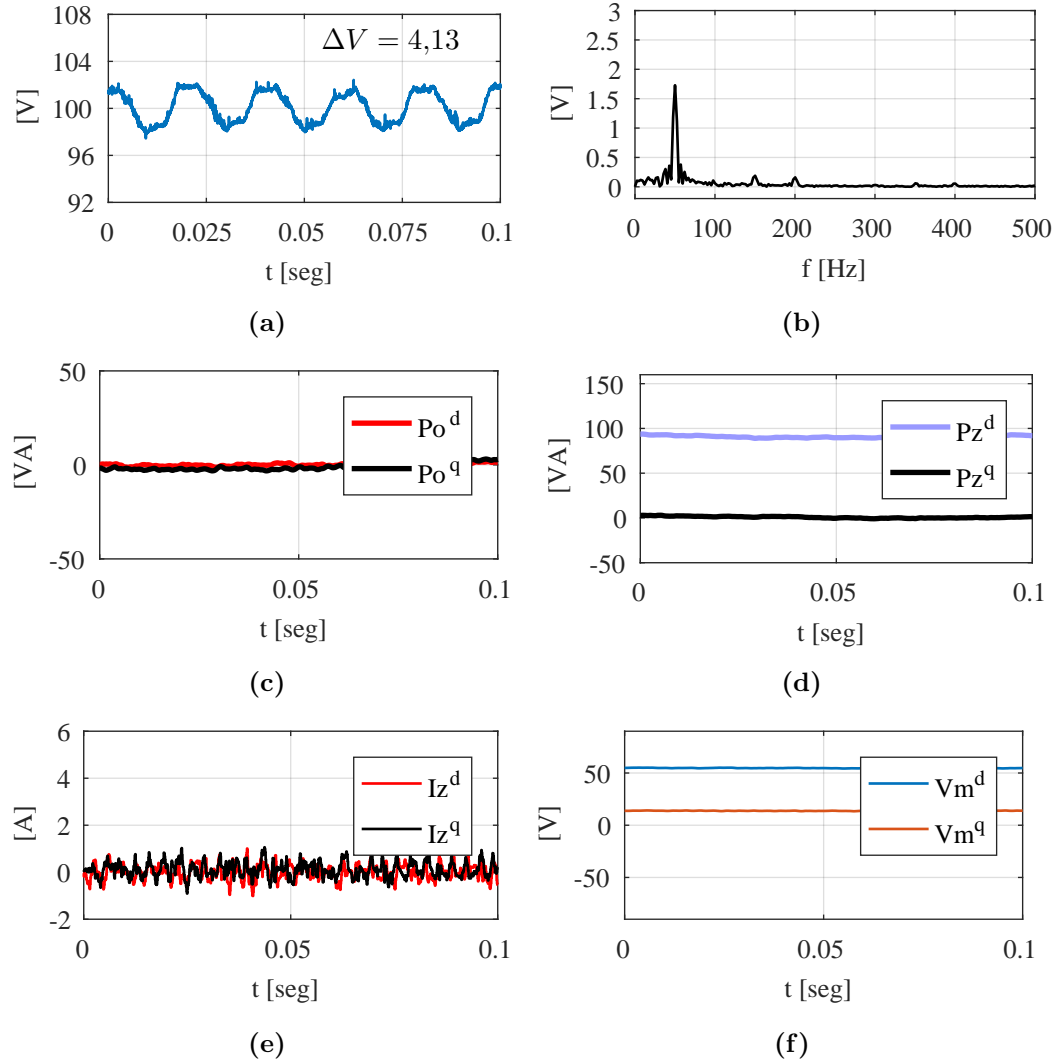 108
104
100
96
92
[V]
ΔV = 4,13
0
0.025
0.05
0.075
0.1
t [seg]
(a)
3
2.5
2
1.5
1
0.5
0
[V]
0
100
200
300
400
500
f [Hz]
(b)
50
0
-50
[VA]
Po^d
Po^q
0
0.05
0.1
t [seg]
(c)
150
100
50
0
-50
[VA]
Pz^d
Pz^q
0
0.05
0.1
t [seg]
(d)
6
4
2
0
-2
[A]
Iz^d
Iz^q
0
0.05
0.1
t [seg]
(e)
50
0
-50
[V]
Vm^d
Vm^q
0
0.05
0.1
t [seg]
(f)